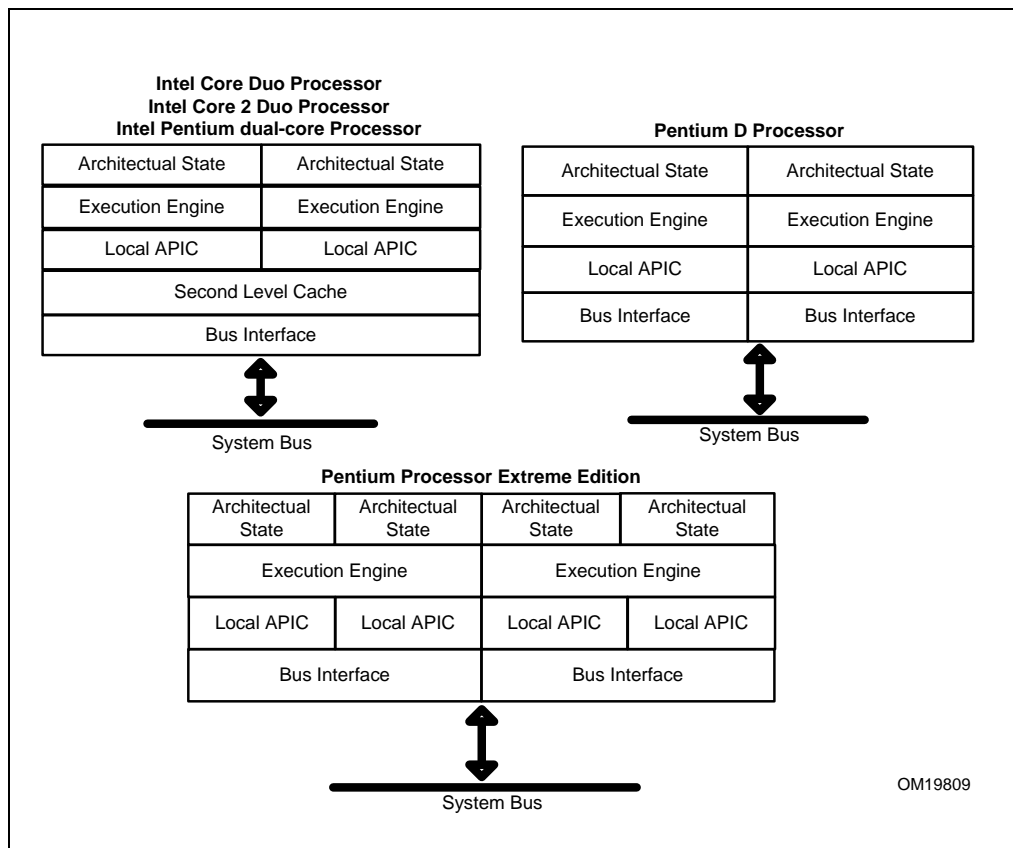 Intel Core Duo Processor
Intel Core 2 Duo Processor
Intel Pentium dual-core Processor
Architectual State Architectual State
Execution Engine Execution Engine
Local APIC Local APIC
Second Level Cache
Bus Interface
System Bus
Pentium D Processor
Architectual State Architectual State
Execution Engine Execution Engine
Local APIC Local APIC
Bus Interface Bus Interface
System Bus
Pentium Processor Extreme Edition
Architectual Architectual Architectual Architectual
State State State State
Execution Engine Execution Engine
Local APIC Local APIC Local APIC Local APIC
Bus Interface Bus Interface
System Bus
OM19809